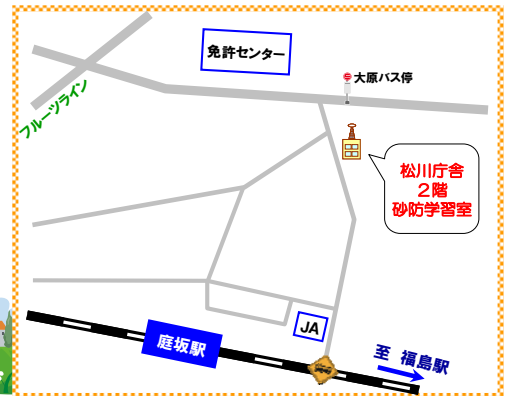 免許センター
大原バス停
フルーツライン
松川庁舎
２階
砂防学習室
JA
庭坂駅
至 福島駅